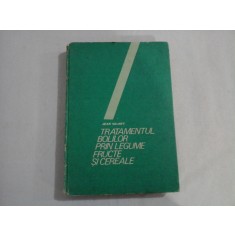 TRATAMENTUL
BOLILOR
PRIN LEGUME
FRUCTE
ȘI CEREALE